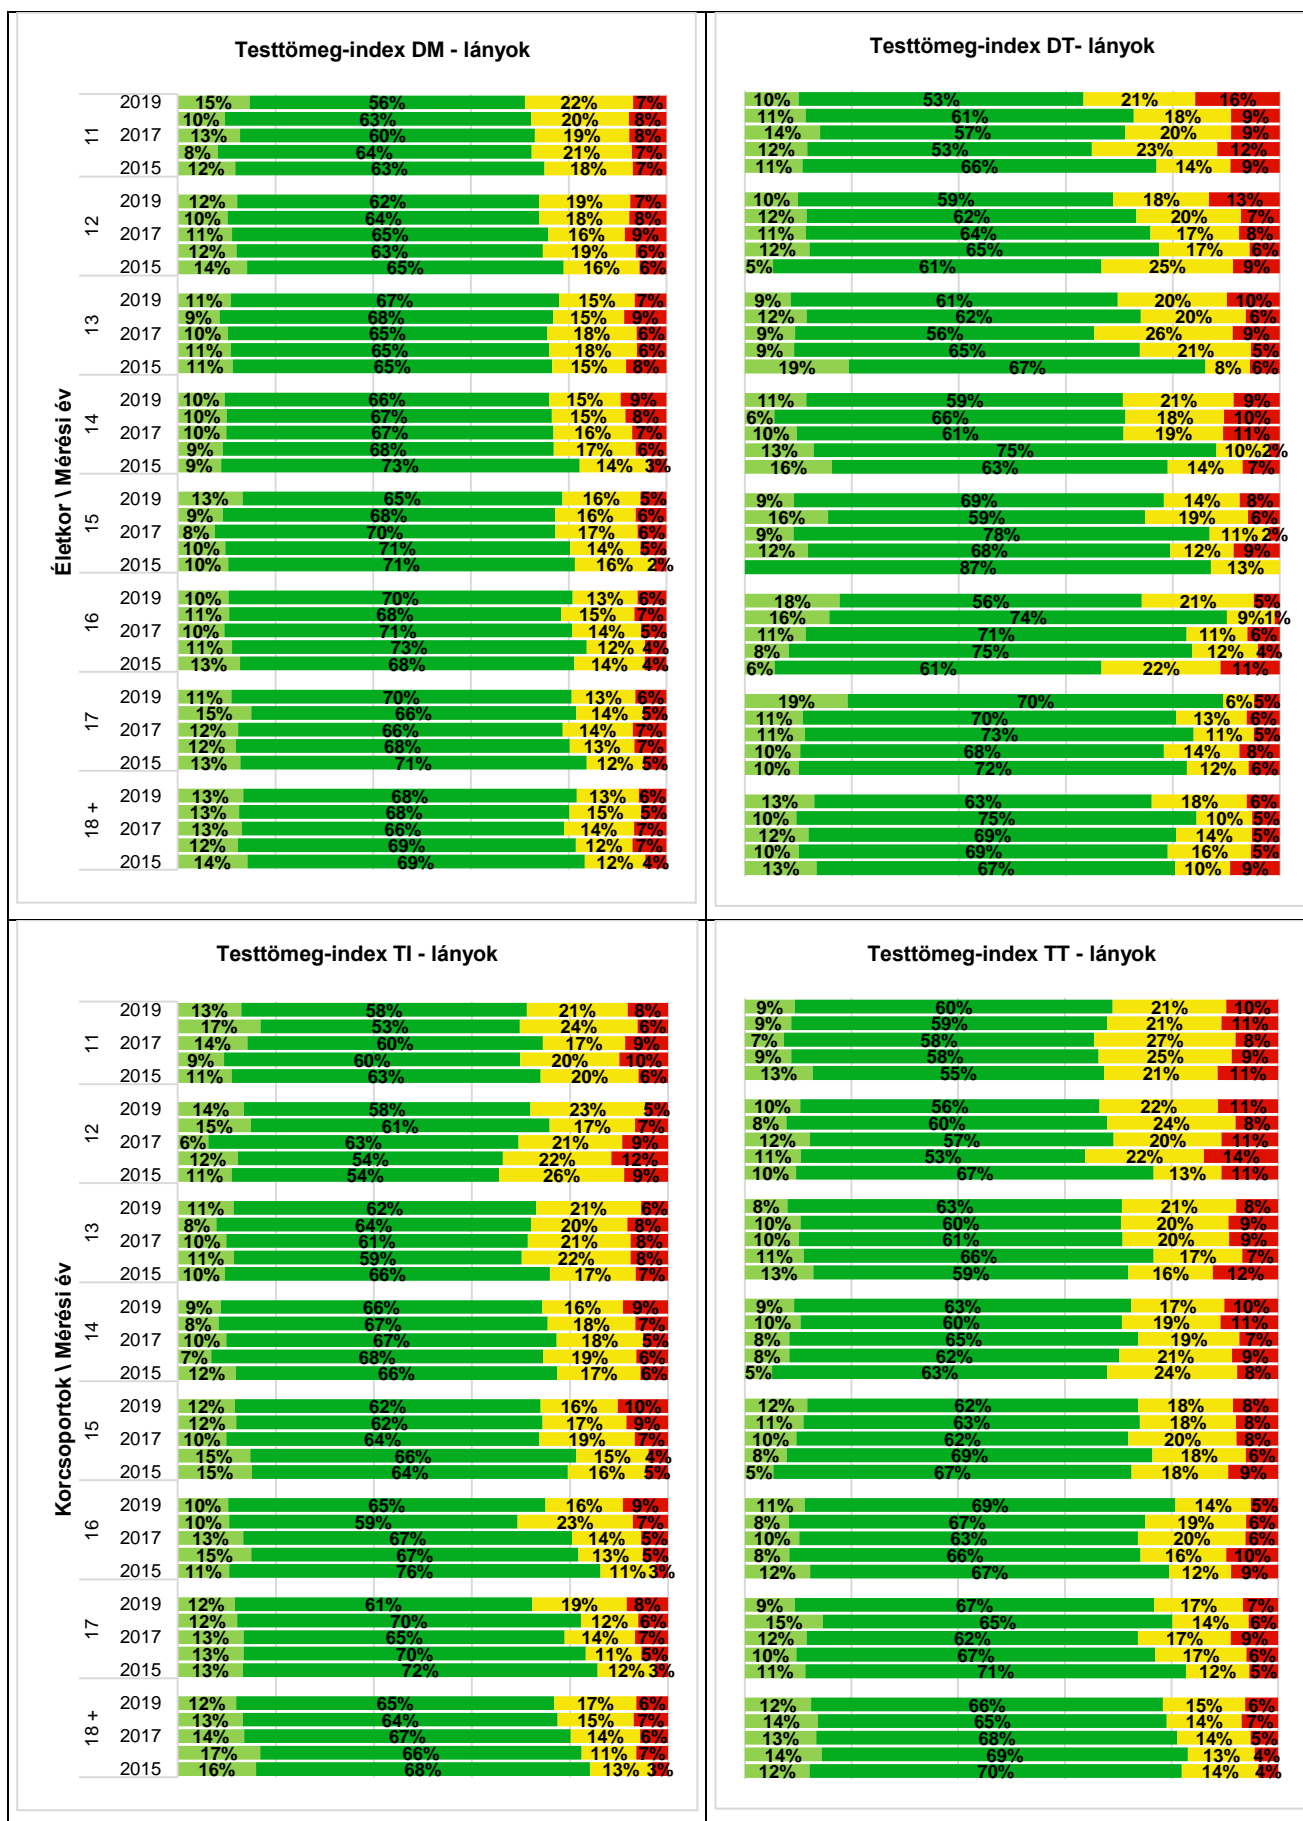 Testtömeg-index DM - lányok
Életkor \ Mérési év
11
2019 15% 56% 22% 7%
10% 63% 20% 8%
2017 13% 60% 19% 8%
8% 64% 21% 7%
2015 12% 63% 18% 7%
12
2019 12% 62% 19% 7%
10% 64% 18% 8%
2017 11% 65% 16% 9%
12% 63% 19% 6%
2015 14% 65% 16% 6%
13
2019 11% 67% 15% 7%
9% 68% 15% 9%
2017 10% 65% 18% 6%
11% 65% 18% 6%
2015 11% 65% 15% 8%
14
2019 10% 66% 15% 9%
10% 67% 15% 8%
2017 10% 67% 16% 7%
9% 68% 17% 6%
2015 9% 73% 14% 3%
15
2019 13% 65% 16% 5%
9% 68% 16% 6%
2017 8% 70% 17% 6%
10% 71% 14% 5%
2015 10% 71% 16% 2%
16
2019 10% 70% 13% 6%
11% 68% 15% 7%
2017 10% 71% 14% 5%
11% 73% 12% 4%
2015 13% 68% 14% 4%
17
2019 11% 70% 13% 6%
15% 66% 14% 5%
2017 12% 66% 14% 7%
12% 68% 13% 7%
2015 13% 71% 12% 5%
18 +
2019 13% 68% 13% 6%
13% 68% 15% 5%
2017 13% 66% 14% 7%
12% 69% 12% 7%
2015 14% 69% 12% 4%
Testtömeg-index DT- lányok
10% 53% 21% 16%
11% 61% 18% 9%
14% 57% 20% 9%
12% 53% 23% 12%
11% 66% 14% 9%
10% 59% 18% 13%
12% 62% 20% 7%
11% 64% 17% 8%
12% 65% 17% 6%
5% 61% 25% 9%
9% 61% 20% 10%
12% 62% 20% 6%
9% 56% 26% 9%
9% 65% 21% 5%
19% 67% 8% 6%
11% 59% 21% 9%
6% 66% 18% 10%
10% 61% 19% 11%
13% 75% 10% 2%
16% 63% 14% 7%
9% 69% 14% 8%
16% 59% 19% 6%
9% 78% 11% 2%
12% 68% 12% 9%
87% 13%
18% 56% 21% 5%
16% 74% 9% 1%
11% 71% 11% 6%
8% 75% 12% 4%
6% 61% 22% 11%
19% 70% 6% 5%
11% 70% 13% 6%
11% 73% 11% 5%
10% 68% 14% 8%
10% 72% 12% 6%
13% 63% 18% 6%
10% 75% 10% 5%
12% 69% 14% 5%
10% 69% 16% 5%
13% 67% 10% 9%
Testtömeg-index TI - lányok
Korcsoportok \ Mérési év
11
2019 13% 58% 21% 8%
17% 53% 24% 6%
2017 14% 60% 17% 9%
9% 60% 20% 10%
2015 11% 63% 20% 6%
12
2019 14% 58% 23% 5%
15% 61% 17% 7%
2017 6% 63% 21% 9%
12% 54% 22% 12%
2015 11% 54% 26% 9%
13
2019 11% 62% 21% 6%
8% 64% 20% 8%
2017 10% 61% 21% 8%
11% 59% 22% 8%
2015 10% 66% 17% 7%
14
2019 9% 66% 16% 9%
8% 67% 18% 7%
2017 10% 67% 18% 5%
7% 68% 19% 6%
2015 12% 66% 17% 6%
15
2019 12% 62% 16% 10%
12% 62% 17% 9%
2017 10% 64% 19% 7%
15% 66% 15% 4%
2015 15% 64% 16% 5%
16
2019 10% 65% 16% 9%
10% 59% 23% 7%
2017 13% 67% 14% 5%
15% 67% 13% 5%
2015 11% 76% 11% 3%
17
2019 12% 61% 19% 8%
12% 70% 12% 6%
2017 13% 65% 14% 7%
13% 70% 11% 5%
2015 13% 72% 12% 3%
18 +
2019 12% 65% 17% 6%
13% 64% 15% 7%
2017 14% 67% 14% 6%
17% 66% 11% 7%
2015 16% 68% 13% 3%
Testtömeg-index TT - lányok
9% 60% 21% 10%
9% 59% 21% 11%
7% 58% 27% 8%
9% 58% 25% 9%
13% 55% 21% 11%
10% 56% 22% 11%
8% 60% 24% 8%
12% 57% 20% 11%
11% 53% 22% 14%
10% 67% 13% 11%
8% 63% 21% 8%
10% 60% 20% 9%
10% 61% 20% 9%
11% 66% 17% 7%
13% 59% 16% 12%
9% 63% 17% 10%
10% 60% 19% 11%
8% 65% 19% 7%
8% 62% 21% 9%
5% 63% 24% 8%
12% 62% 18% 8%
11% 63% 18% 8%
10% 62% 20% 8%
8% 69% 18% 6%
5% 67% 18% 9%
11% 69% 14% 5%
8% 67% 19% 6%
10% 63% 20% 6%
8% 66% 16% 10%
12% 67% 12% 9%
9% 67% 17% 7%
15% 65% 14% 6%
12% 62% 17% 9%
10% 67% 17% 6%
11% 71% 12% 5%
12% 66% 15% 6%
14% 65% 14% 7%
13% 68% 14% 5%
14% 69% 13% 4%
12% 70% 14% 4%